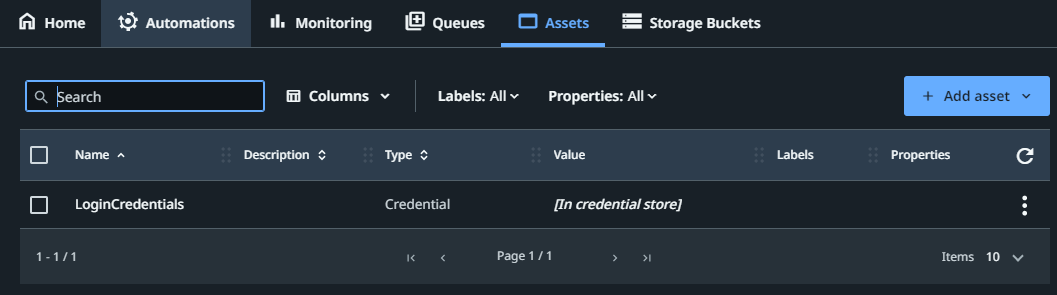 Home Automations Monitoring Queues Assets Storage Buckets
Search Columns Labels: All Properties: All + Add asset
Name Description Type Value Labels Properties
LoginCredentials Credential [In credential store]
1 - 1 / 1 Page 1 / 1 Items 10